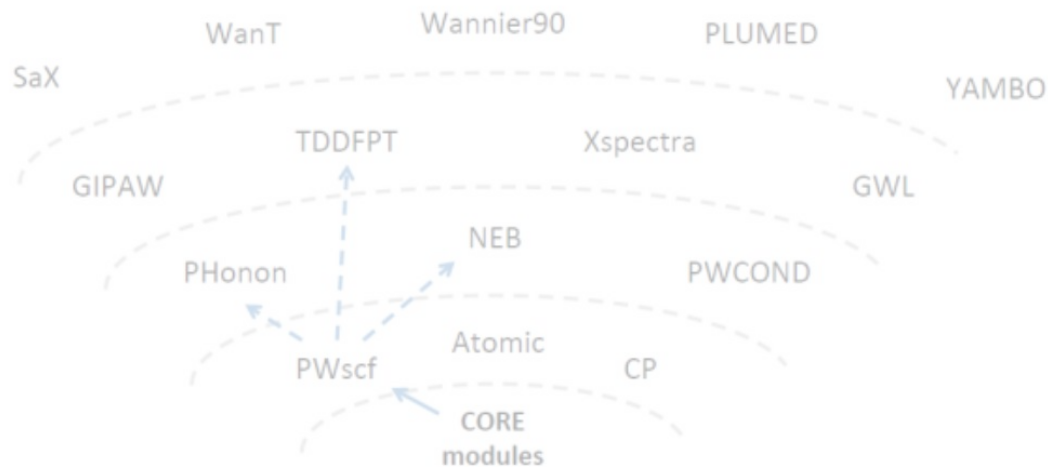 Wannier90
WanT
PLUMED
SaX
YAMBO
TDDFPT
Xspectra
GIPAW
GWL
NEB
PHonon
PWCOND
Atomic
PWscf
CP
CORE
modules